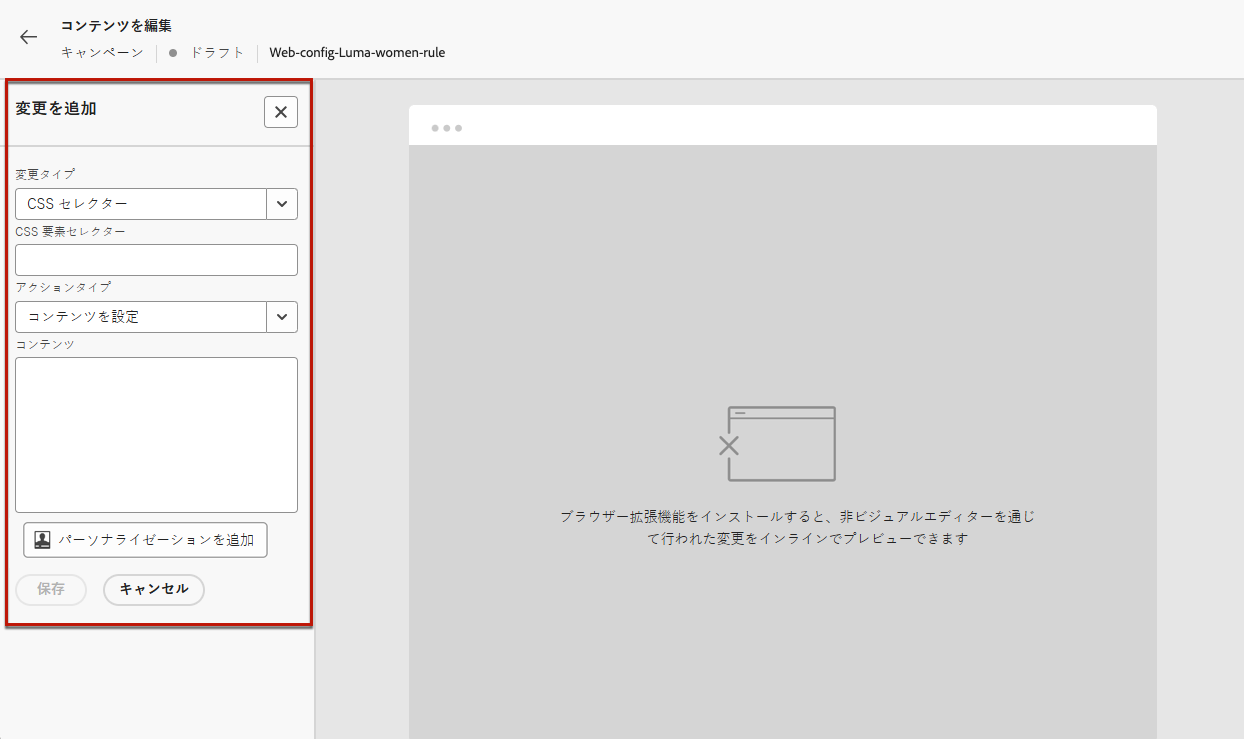 コンテンツを編集
キャンペーン ドラフト Web-config-Luma-women-rule
変更を追加
変更タイプ
CSS セレクター
CSS 要素セレクター
アクションタイプ
コンテンツを設定
コンテンツ
パーソナライゼーションを追加
保存 キャンセル
ブラウザー拡張機能をインストールすると、非ビジュアルエディターを通じ
て行われた変更をインラインでプレビューできます